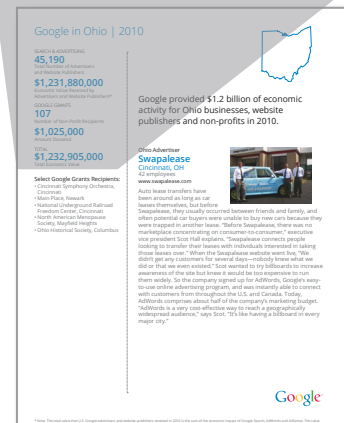 Google in Ohio | 2010
SEARCH & ADVERTISING
45,190
Total Number of Advertisers
and Website Publishers
$1,231,880,000
Economic Value Received by
Advertisers and Website Publishers*
GOOGLE GRANTS
107
Number of Non-Profit Recipients
$1,025,000
Amount Donated
TOTAL
$1,232,905,000
Total Economic Value
Select Google Grants Recipients:
• Cincinnati Symphony Orchestra,
Cincinnati
• Main Place, Newark
• National Underground Railroad
Freedom Center, Cincinnati
• North American Menopause
Society, Mayfield Heights
• Ohio Historical Society, Columbus
Google provided $1.2 billion of economic
activity for Ohio businesses, website
publishers and non-profits in 2010.
Ohio Advertiser
Swapalease
Cincinnati, OH
42 employees
www.swapalease.com
Auto lease transfers have
been around as long as car
leases themselves, but before
Swapalease, they usually occurred between friends and family, and
often potential car buyers were unable to buy new cars because they
were trapped in another lease. "Before Swapalease, there was no
marketplace concentrating on consumer-to-consumer," executive
vice president Scot Hall explains. "Swapalease connects people
looking to transfer their leases with individuals interested in taking
those leases over." When the Swapalease website went live, "We
didn't get any customers for several days—nobody knew what we
did or that we even existed." Scot wanted to try billboards to increase
awareness of the site but knew it would be too expensive to run
them widely. So the company signed up for AdWords, Google's easy-
to-use online advertising program, and was instantly able to connect
with customers from throughout the U.S. and Canada. Today,
AdWords comprises about half of the company's marketing budget.
"AdWords is a very cost-effective way to reach a geographically
widespread audience," says Scot. "It's like having a billboard in every
major city."
Google